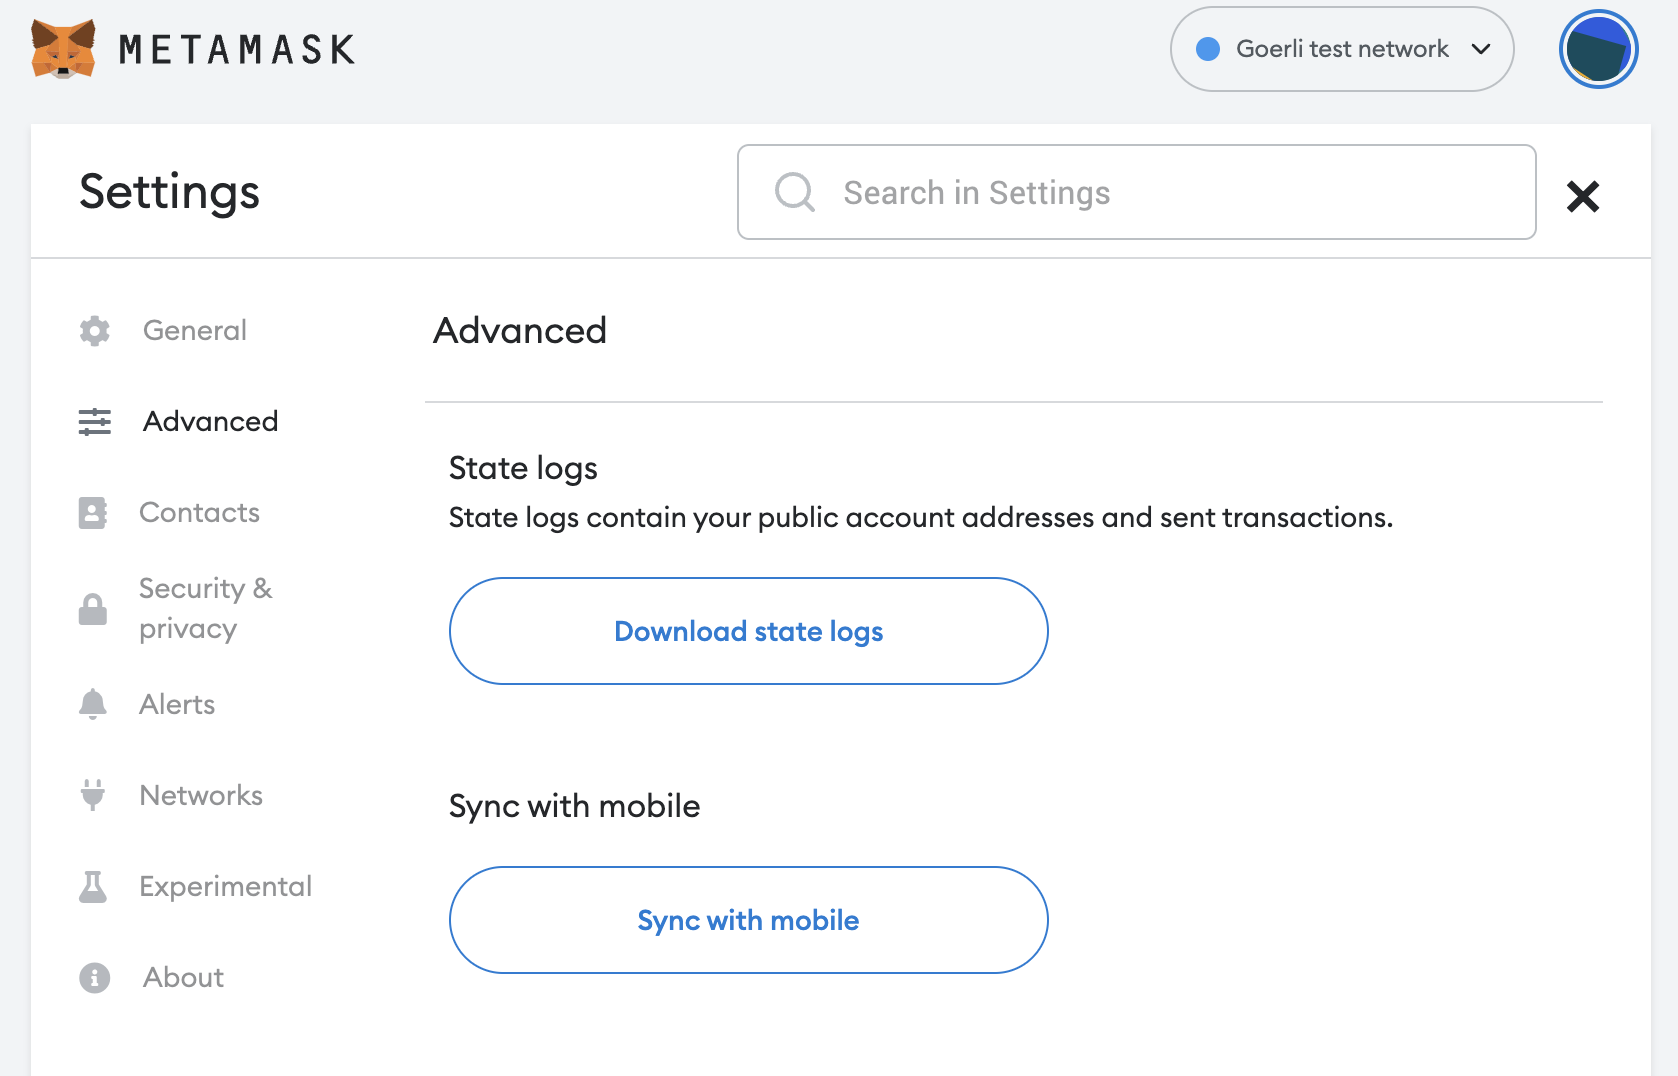 METAMASK
Goerli test network
Settings
Search in Settings
General
Advanced
Contacts
Security &
privacy
Alerts
Networks
Experimental
About
Advanced
State logs
State logs contain your public account addresses and sent transactions.
Download state logs
Sync with mobile
Sync with mobile